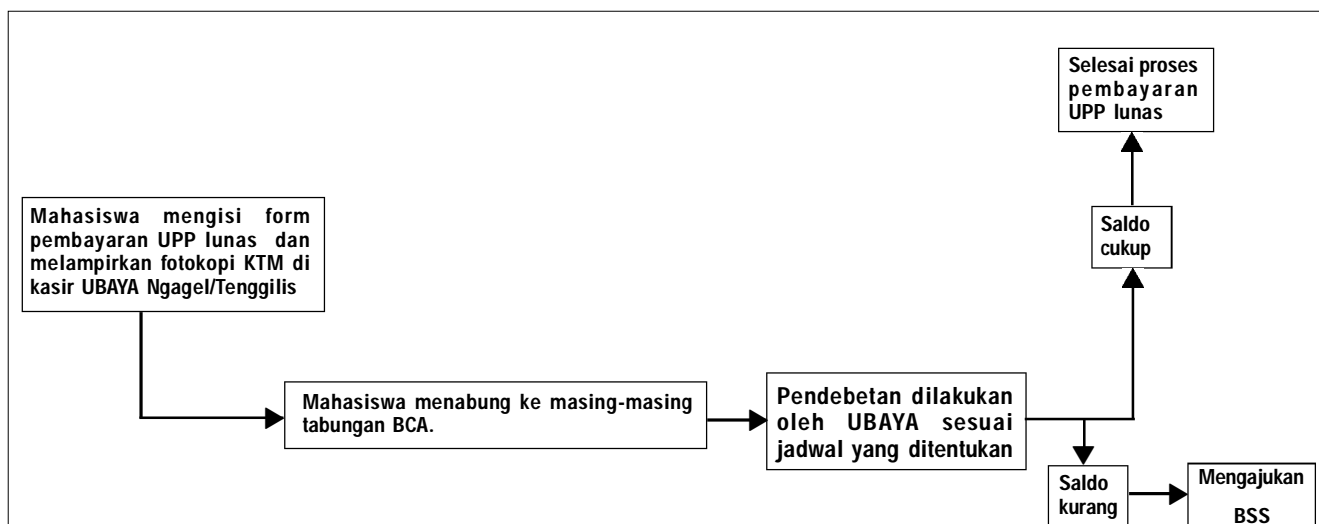 Mahasiswa mengisi form
pembayaran UPP lunas dan
melampirkan fotokopi KTM di
kasir UBAYA Ngagel/Tenggilis
Mahasiswa menabung ke masing-masing
tabungan BCA.
Pendebetan dilakukan
oleh UBAYA sesuai
jadwal yang ditentukan
Saldo
cukup
Selesai proses
pembayaran
UPP lunas
Saldo
kurang
Mengajukan
BSS